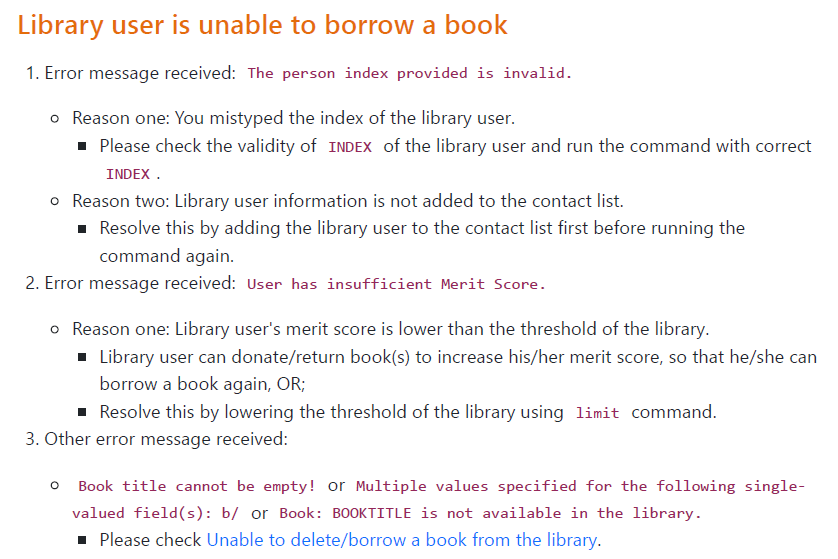 Library user is unable to borrow a book
1. Error message received: The person index provided is invalid.
Reason one: You mistyped the index of the library user.
Please check the validity of INDEX of the library user and run the command with correct
INDEX .
Reason two: Library user information is not added to the contact list.
Resolve this by adding the library user to the contact list first before running the
command again.
2. Error message received: User has insufficient Merit Score.
Reason one: Library user's merit score is lower than the threshold of the library.
Library user can donate/return book(s) to increase his/her merit score, so that he/she can
borrow a book again, OR;
Resolve this by lowering the threshold of the library using limit command.
3. Other error message received:
Book title cannot be empty! or Multiple values specified for the following single-
valued field(s): b/ or Book: BOOKTITLE is not available in the library.
Please check Unable to delete/borrow a book from the library.